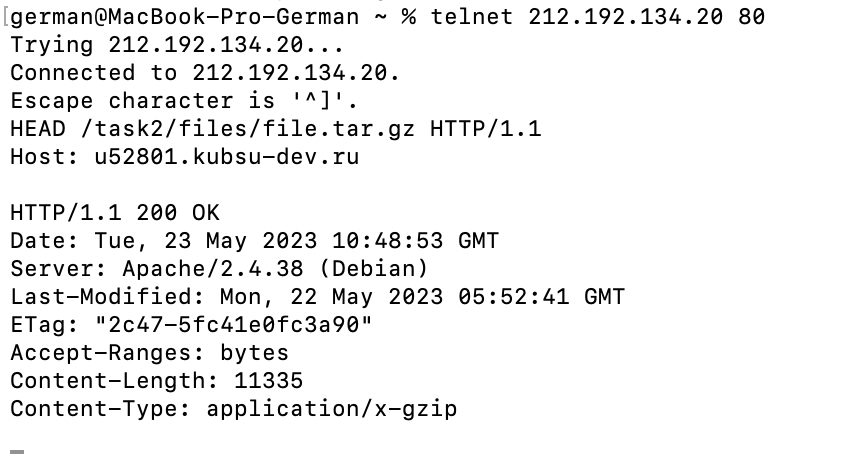 [german@MacBook-Pro-German ~ % telnet 212.192.134.20 80
Trying 212.192.134.20...
Connected to 212.192.134.20.
Escape character is '^]'.
HEAD /task2/files/file.tar.gz HTTP/1.1
Host: u52801.kubsu-dev.ru

HTTP/1.1 200 OK
Date: Tue, 23 May 2023 10:48:53 GMT
Server: Apache/2.4.38 (Debian)
Last-Modified: Mon, 22 May 2023 05:52:41 GMT
ETag: "2c47-5fc41e0fc3a90"
Accept-Ranges: bytes
Content-Length: 11335
Content-Type: application/x-gzip